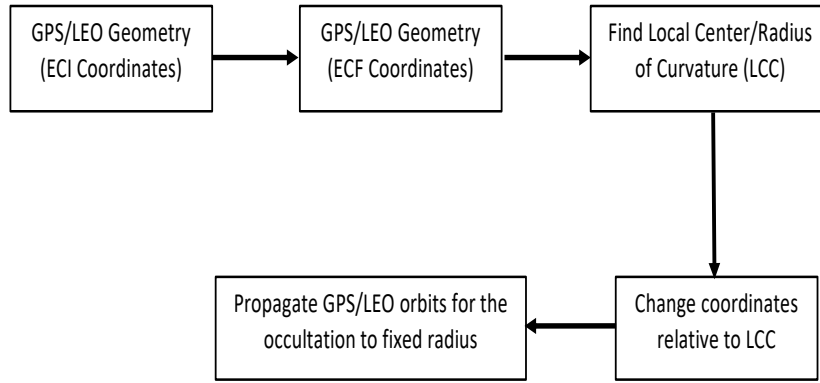 GPS/LEO Geometry
(ECI Coordinates)
GPS/LEO Geometry
(ECF Coordinates)
Find Local Center/Radius
of Curvature (LCC)
Change coordinates
relative to LCC
Propagate GPS/LEO orbits for the
occultation to fixed radius